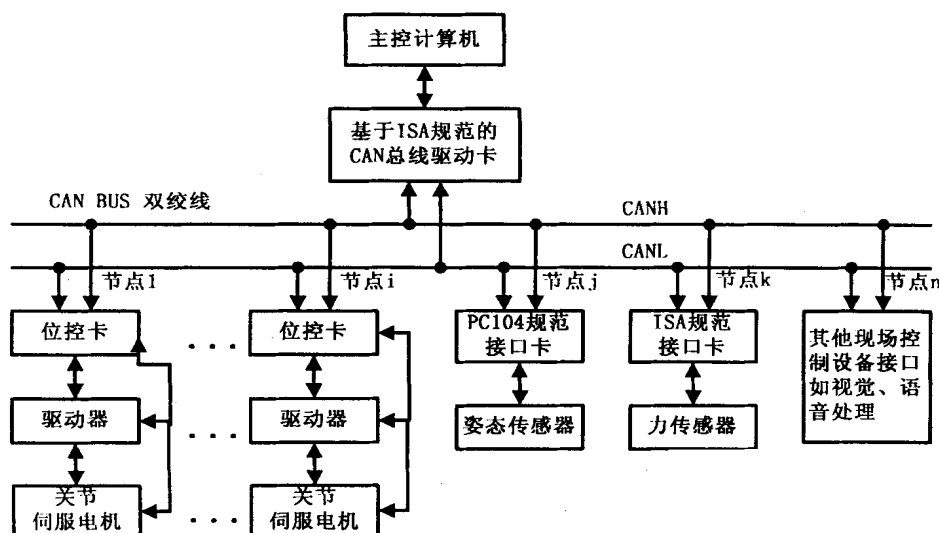 主控计算机
基于ISA规范的
CAN总线驱动卡
CAN BUS 双绞线
CANH
CANL
节点1
节点i
节点j
节点k
节点n
位控卡
...
位控卡
PC104规范
接口卡
ISA规范
接口卡
其他现场控
制设备接口
如视觉、语
音处理
驱动器
...
驱动器
姿态传感器
力传感器
关节
伺服电机
...
关节
伺服电机